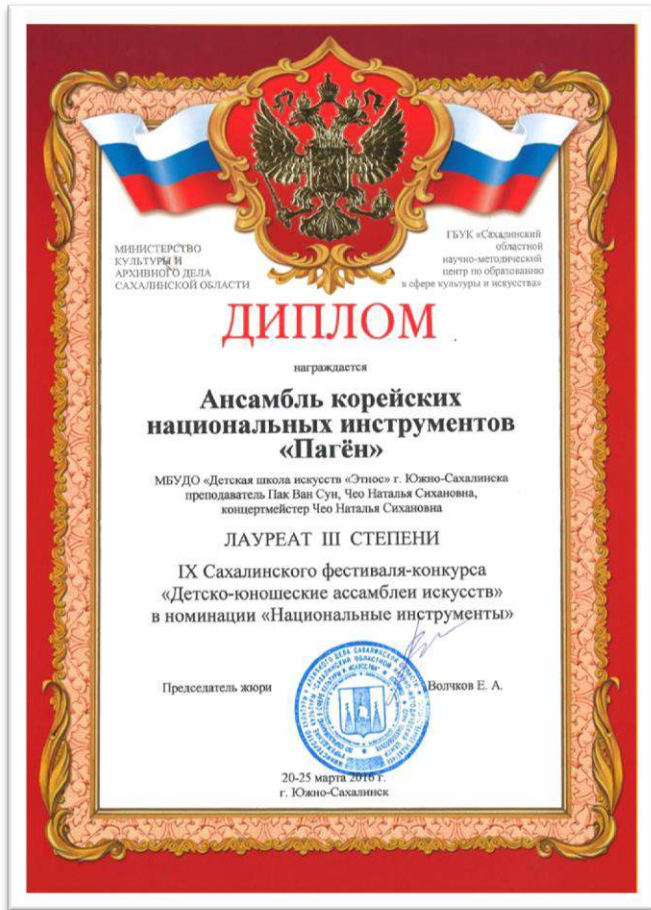 МИНИСТЕРСТВО
КУЛЬТУРЫ И
АРХИВНОГО ДЕЛА
САХАЛИНСКОЙ ОБЛАСТИ
ГБУК «Сахалинский
областной
научно-методический
центр по образованию
в сфере культуры и искусства»
ДИПЛОМ
награждается
Ансамбль корейских
национальных инструментов
«Пагён»
МБУДО «Детская школа искусств «Этнос» г. Южно-Сахалинска
преподаватель Пак Ван Сун, Чео Наталья Сихановна,
концертмейстер Чео Наталья Сихановна
ЛАУРЕАТ III СТЕПЕНИ
IX Сахалинского фестиваля-конкурса
«Детско-юношеские ассамблеи искусств»
в номинации «Национальные инструменты»
Председатель жюри
Волчков Е. А.
20-25 марта 2016 г.
г. Южно-Сахалинск